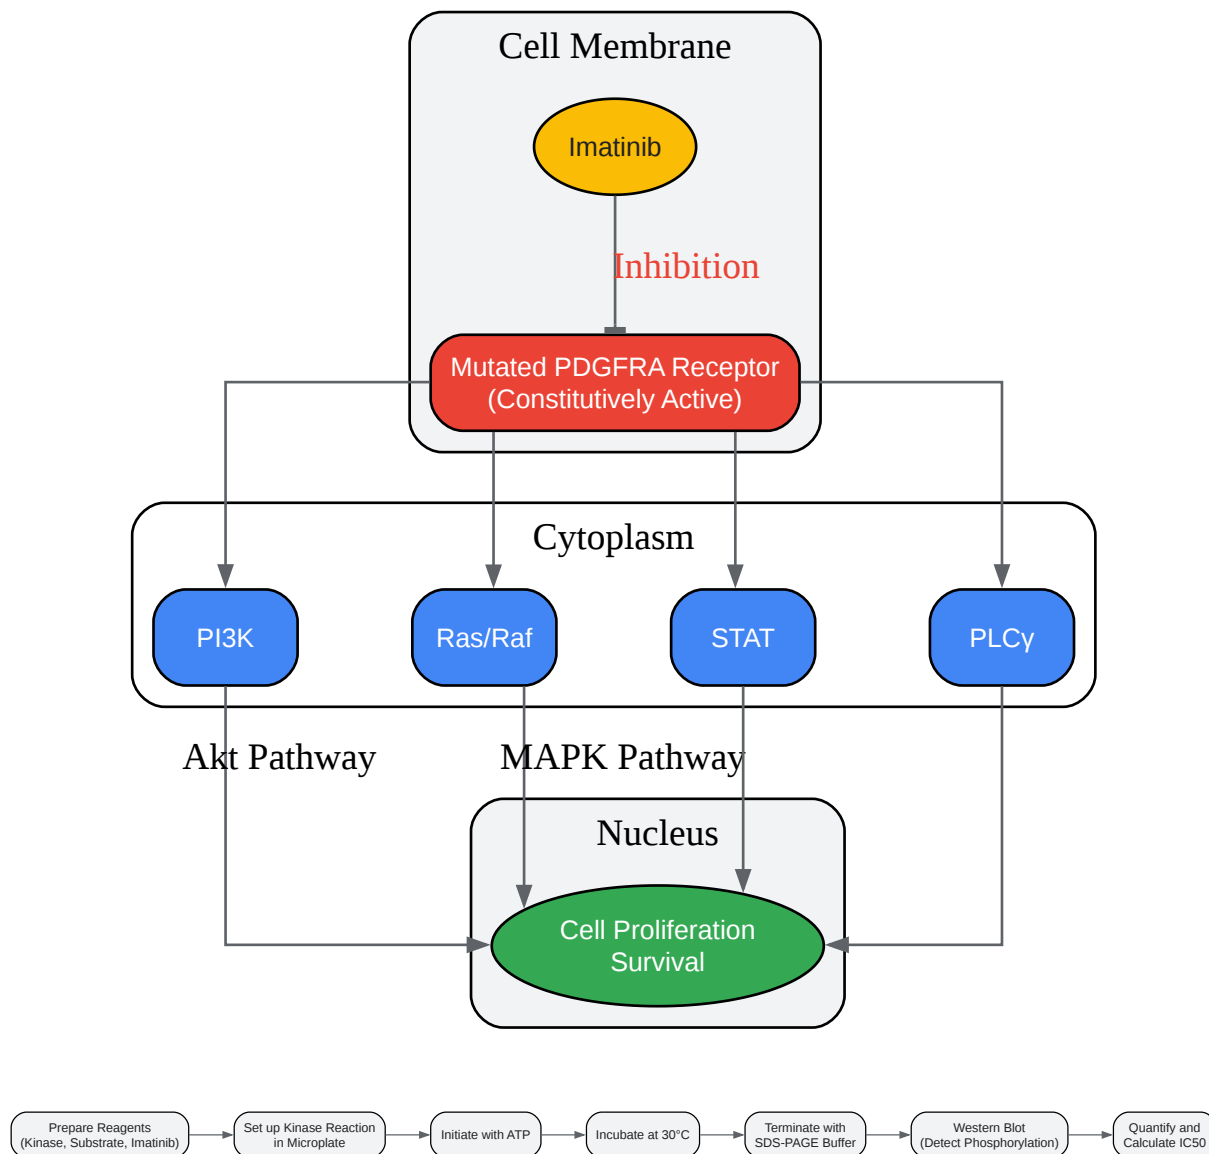 Cell Membrane
Imatinib
Inhibition
Mutated PDGFRA Receptor
(Constitutively Active)
Cytoplasm
PI3K
Ras/Raf
STAT
PLCγ
Akt Pathway
MAPK Pathway
Nucleus
Cell Proliferation
Survival
Prepare Reagents
(Kinase, Substrate, Imatinib)
Set up Kinase Reaction
in Microplate
Initiate with ATP
Incubate at 30°C
Terminate with
SDS-PAGE Buffer
Western Blot
(Detect Phosphorylation)
Quantify and
Calculate IC50